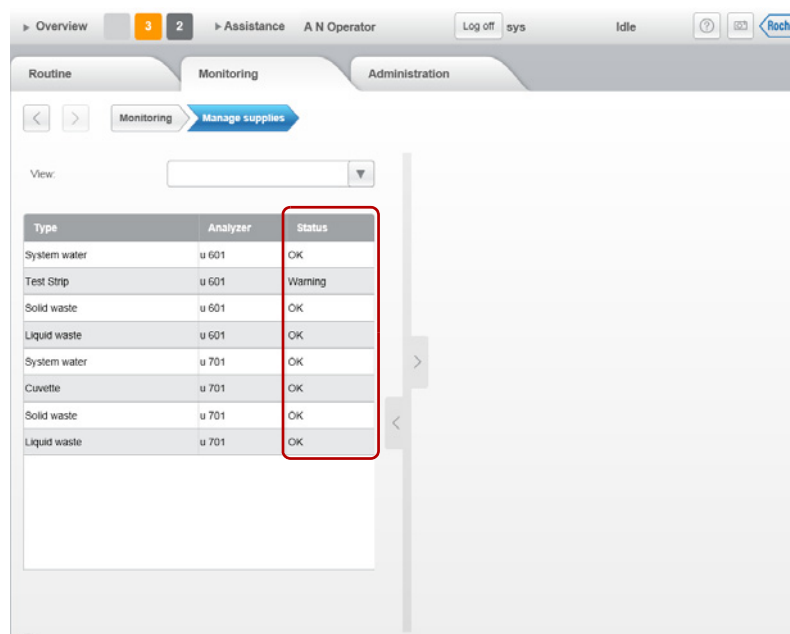 Overview 3 2 Assistance A N Operator Log off sys Idle
Routine Monitoring Administration
Monitoring Manage supplies
View:
Type Analyzer Status
System water u 601 OK
Test Strip u 601 Warning
Solid waste u 601 OK
Liquid waste u 601 OK
System water u 701 OK
Cuvette u 701 OK
Solid waste u 701 OK
Liquid waste u 701 OK